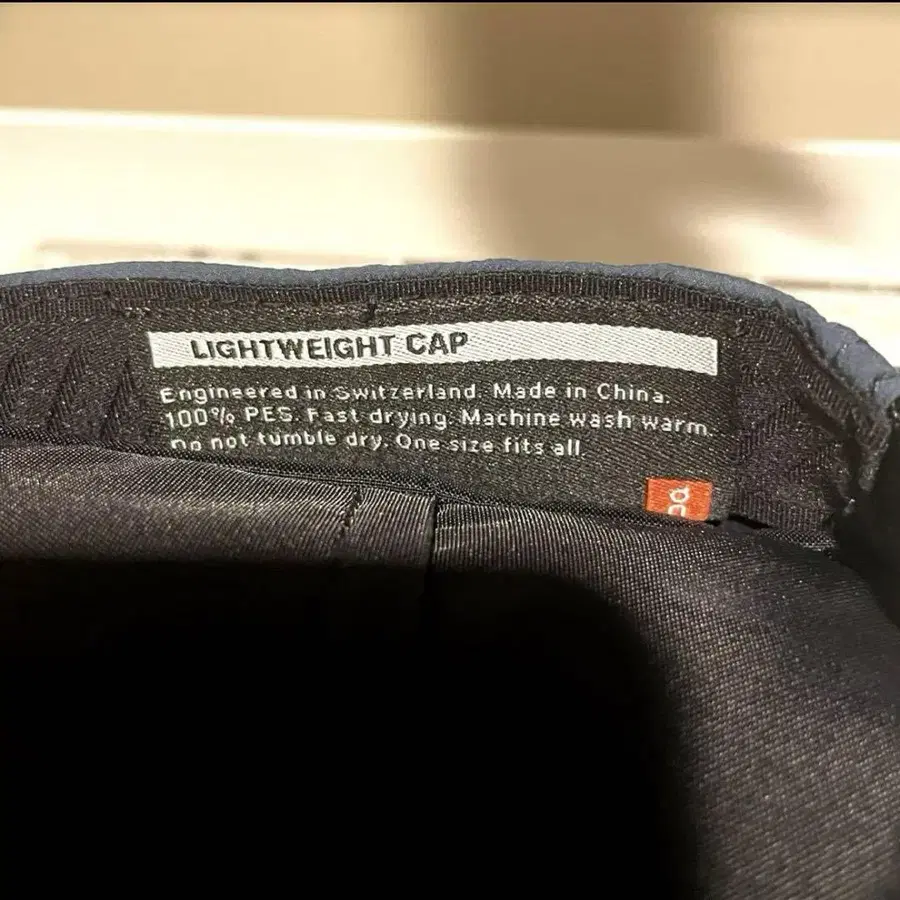 LIGHTWEIGHT CAP
Engineered in Switzerland. Made in China.
100% PES. Fast drying. Machine wash warm.
Do not tumble dry. One size fits all.